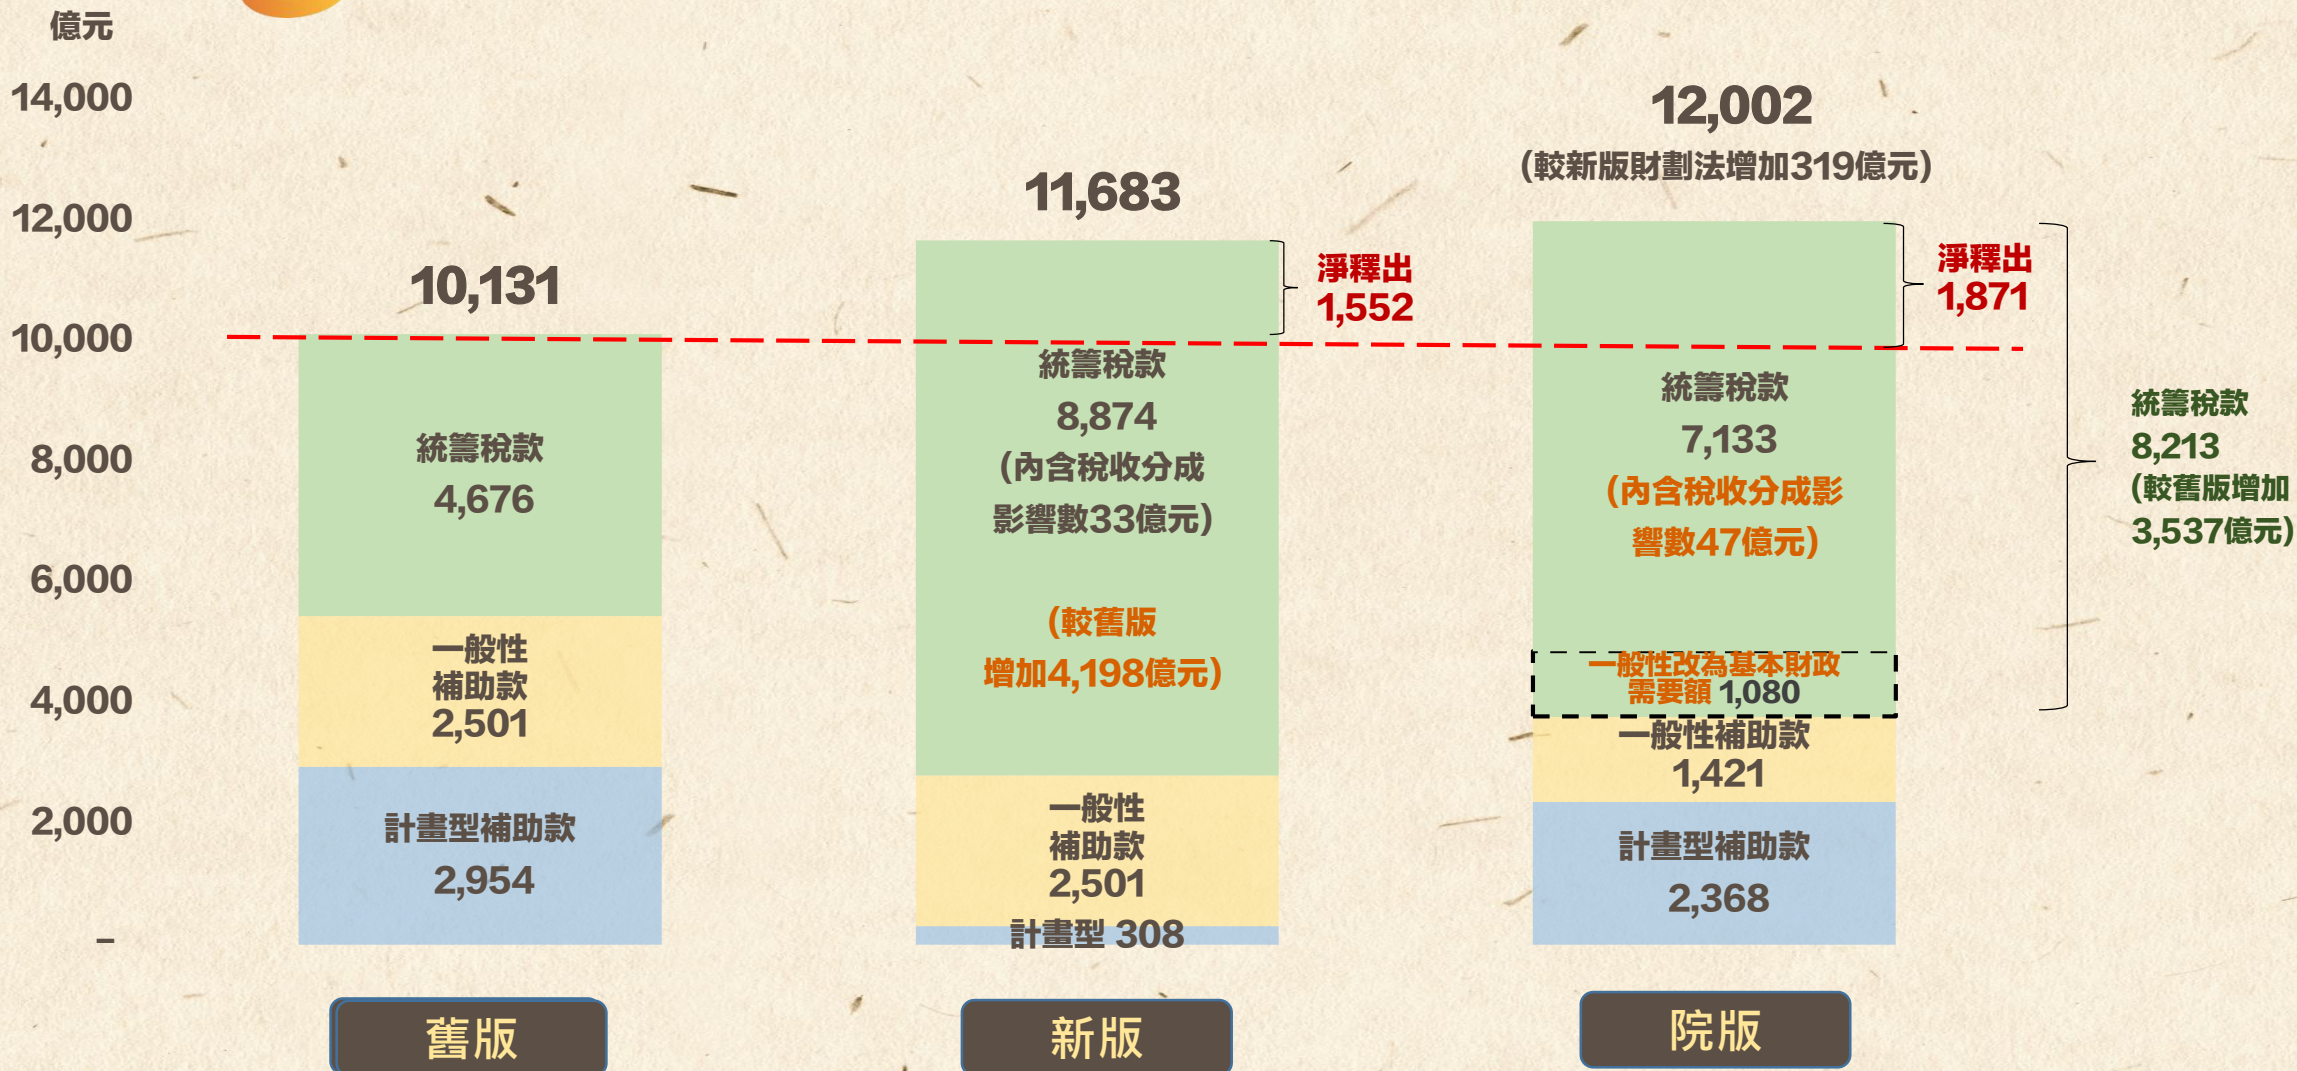 億元
14,000
12,000
10,000
8,000
6,000
4,000
2,000
–
10,131
統籌稅款
4,676
一般性
補助款
2,501
計畫型補助款
2,954
舊版
11,683
淨釋出
1,552
統籌稅款
8,874
(內含稅收分成
影響數33億元)
(較舊版
增加4,198億元)
一般性
補助款
2,501
計畫型 308
新版
12,002
(較新版財劃法增加319億元)
淨釋出
1,871
統籌稅款
7,133
(內含稅收分成影
響數47億元)
一般性改為基本財政
需要額 1,080
一般性補助款
1,421
計畫型補助款
2,368
院版
統籌稅款
8,213
(較舊版增加
3,537億元)